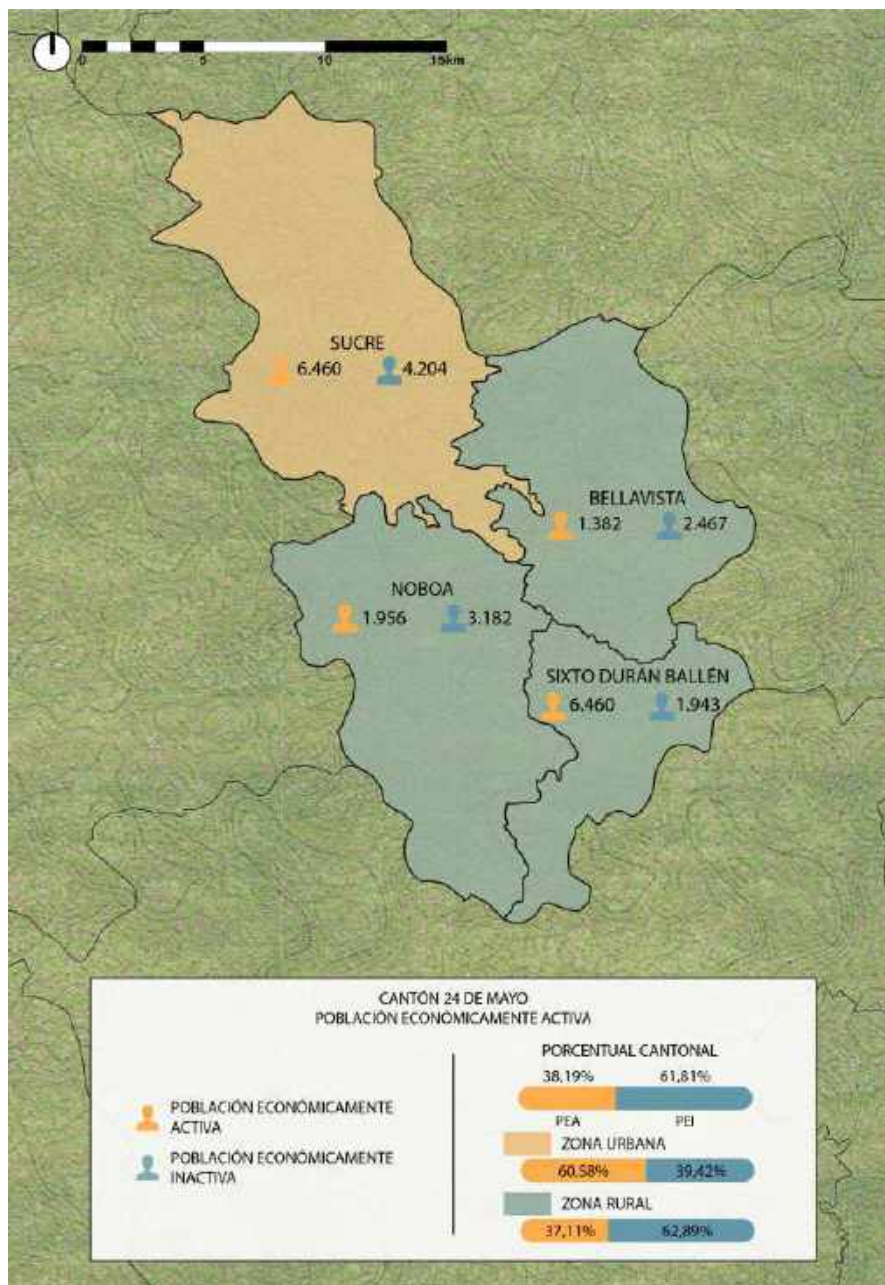 0 5 10 15km
SUCRE
6.460 4.204
BELLAVISTA
1.382 2.467
NOBOA
1.956 3.182
SIXTO DURÁN BALLÉN
6.460 1.943
CANTÓN 24 DE MAYO
POBLACIÓN ECONÓMICAMENTE ACTIVA
POBLACIÓN ECONÓMICAMENTE
ACTIVA
POBLACIÓN ECONÓMICAMENTE
INACTIVA
PORCENTUAL CANTONAL
38,19% 61,81%
PEA PEI
ZONA URBANA
60,58% 39,42%
ZONA RURAL
37,11% 62,89%